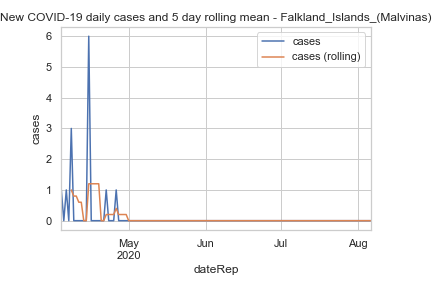 New COVID-19 daily cases and 5 day rolling mean - Falkland_Islands_(Malvinas)
cases
cases (rolling)
6
5
4
3
2
1
0
cases
May
2020
Jun
Jul
Aug
dateRep